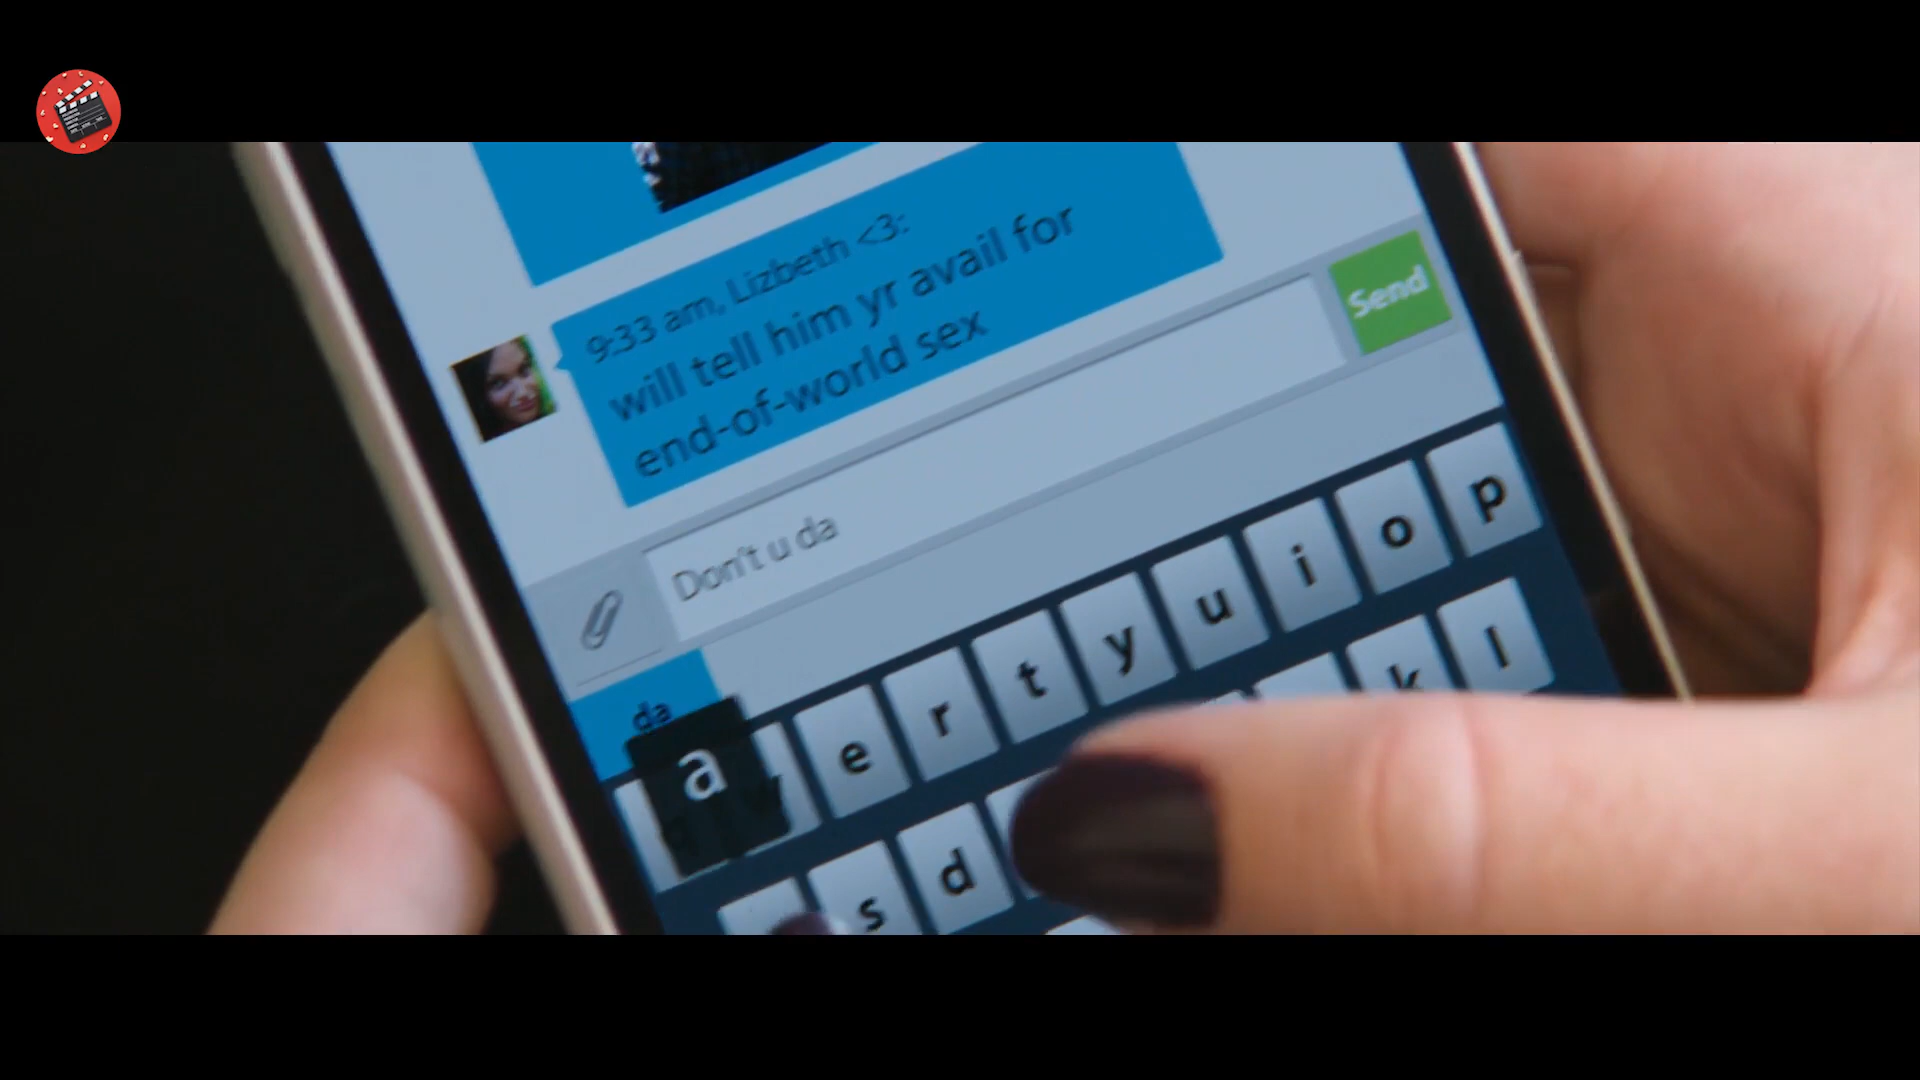 9:33 am, Lizbeth <3:
will tell him yr avail for
end-of-world sex
Send
Don't u da
da
a
e r t y u i o p
s d k l